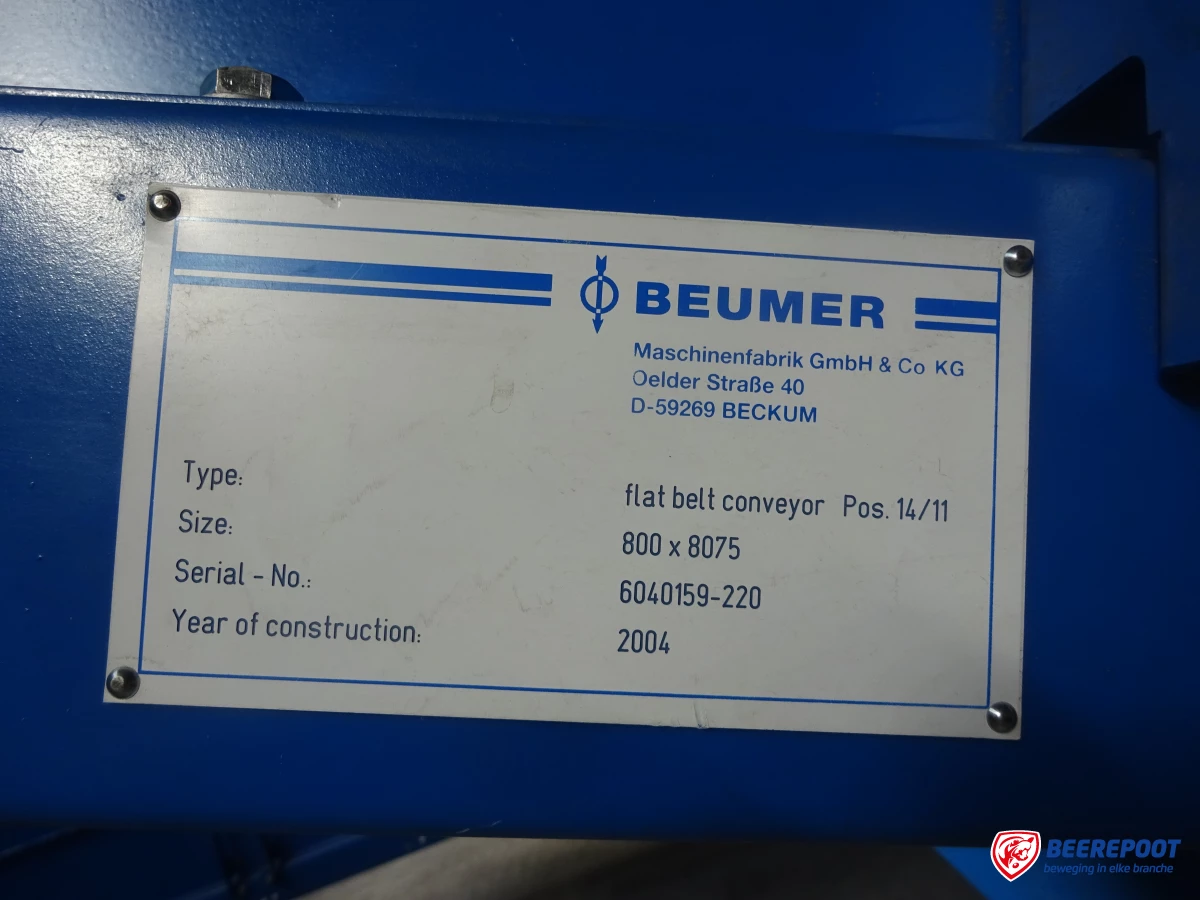 BEUMER
Maschinenfabrik GmbH & Co KG
Oelder Straße 40
D-59269 BECKUM
Type: flat belt conveyor Pos. 14/11
Size: 800 x 8075
Serial - No.: 6040159-220
Year of construction: 2004
BEEREPOOT
beweging in elke branche